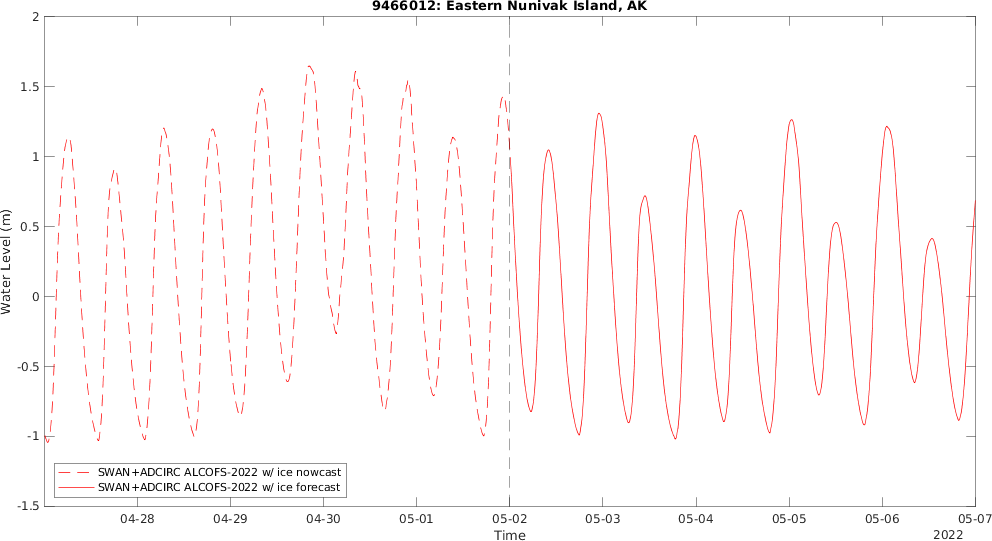 9466012: Eastern Nunivak Island, AK
2
1.5
1
0.5
0
-0.5
-1
-1.5
Water Level (m)
SWAN+ADCIRC ALCOFS-2022 w/ ice nowcast
SWAN+ADCIRC ALCOFS-2022 w/ ice forecast
04-28 04-29 04-30 05-01 05-02 05-03 05-04 05-05 05-06 05-07
Time
2022